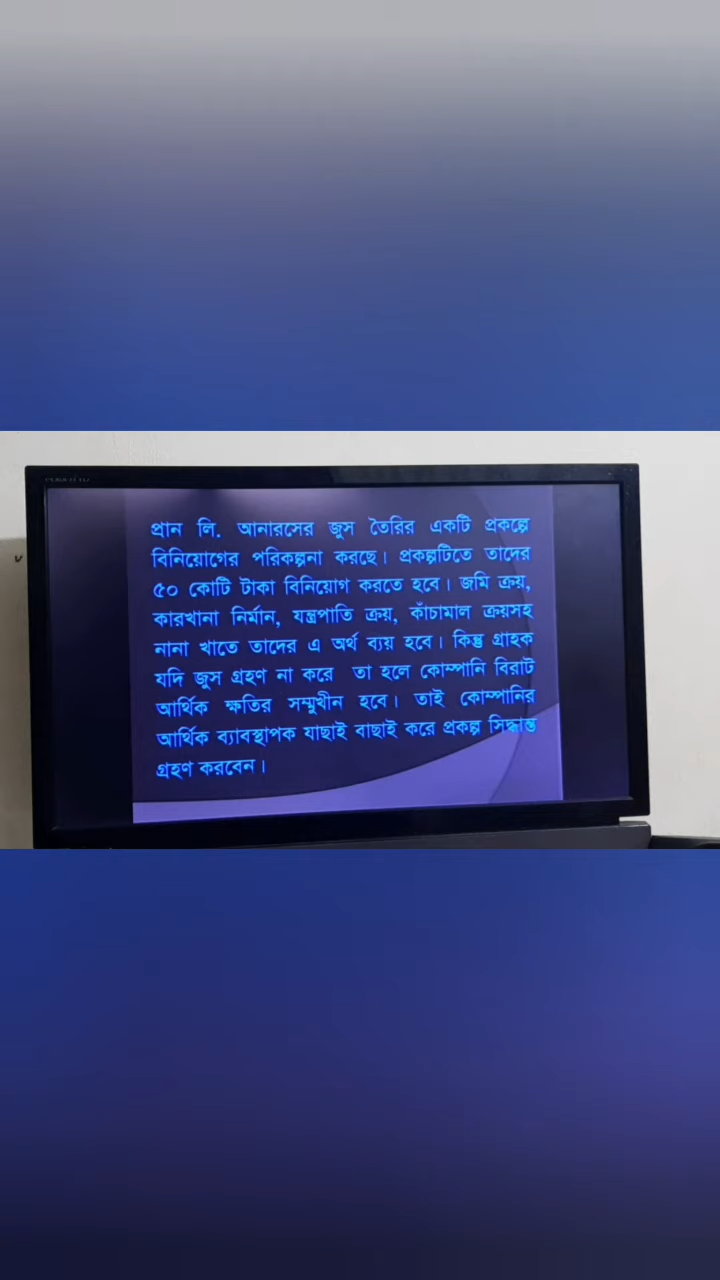 প্রান লি. আনারসের জুস তৈরির একটি প্রকল্পে
বিনিয়োগের পরিকল্পনা করছে। প্রকল্পটিতে তাদের
৫০ কোটি টাকা বিনিয়োগ করতে হবে। জমি ক্রয়,
কারখানা নির্মান, যন্ত্রপাতি ক্রয়, কাঁচামাল ক্রয়সহ
নানা খাতে তাদের এ অর্থ ব্যয় হবে। কিন্তু গ্রাহক
যদি জুস গ্রহণ না করে তা হলে কোম্পানি বিরাট
আর্থিক ক্ষতির সম্মুখীন হবে। তাই কোম্পানির
আর্থিক ব্যাবস্থাপক যাছাই বাছাই করে প্রকল্প সিদ্ধান্ত
গ্রহণ করবেন।